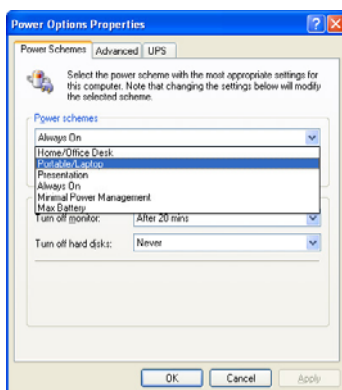 Power Options Properties
Power Schemes Advanced UPS
Select the power scheme with the most appropriate settings for
this computer. Note that changing the settings below will modify
the selected scheme.
Power schemes
Always On
Home/Office Desk
Portable/Laptop
Presentation
Always On
Minimal Power Management
Max Battery
Turn off monitor: After 20 mins
Turn off hard disks: Never
OK Cancel Apply